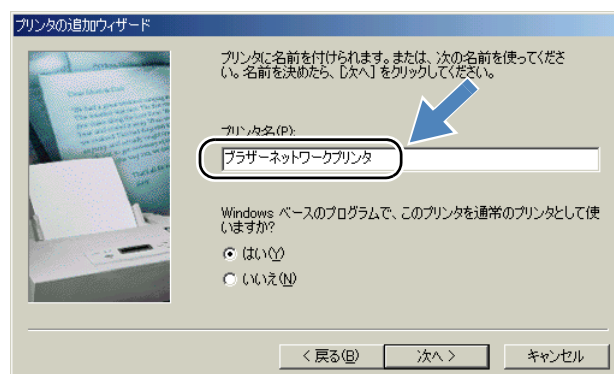 プリンタの追加ウィザード
プリンタに名前を付けられます。または、次の名前を使ってくださ
い。名前を決めたら、[次へ] をクリックしてください。
プリンタ名(P):
ブラザーネットワークプリンタ
Windows ベースのプログラムで、このプリンタを通常のプリンタとして使
いますか?
はい(Y)
いいえ(N)
< 戻る(B)
次へ >
キャンセル